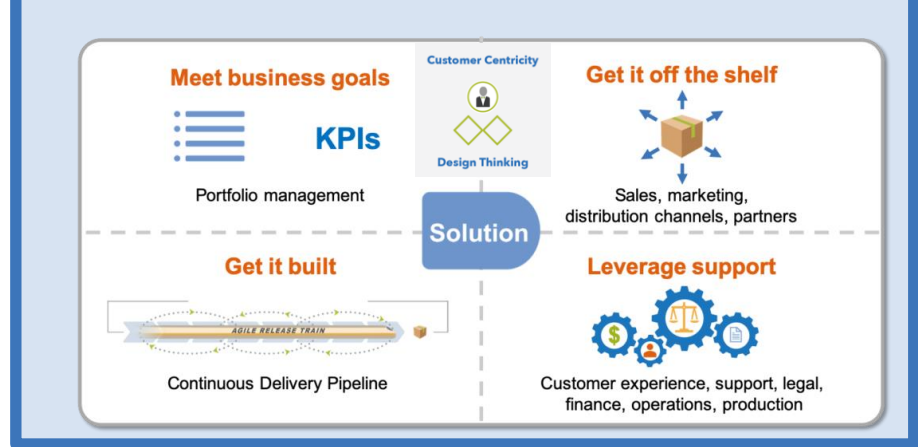 Meet business goals
KPIs
Portfolio management
Customer Centricity
Design Thinking
Get it off the shelf
Sales, marketing,
distribution channels, partners
Solution
Get it built
AGILE RELEASE TRAIN
Continuous Delivery Pipeline
Leverage support
$
Customer experience, support, legal,
finance, operations, production